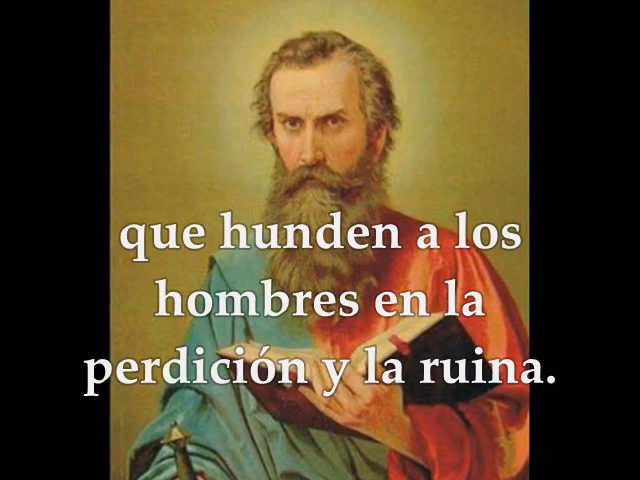 que hunden a los
hombres en la
perdición y la ruina.